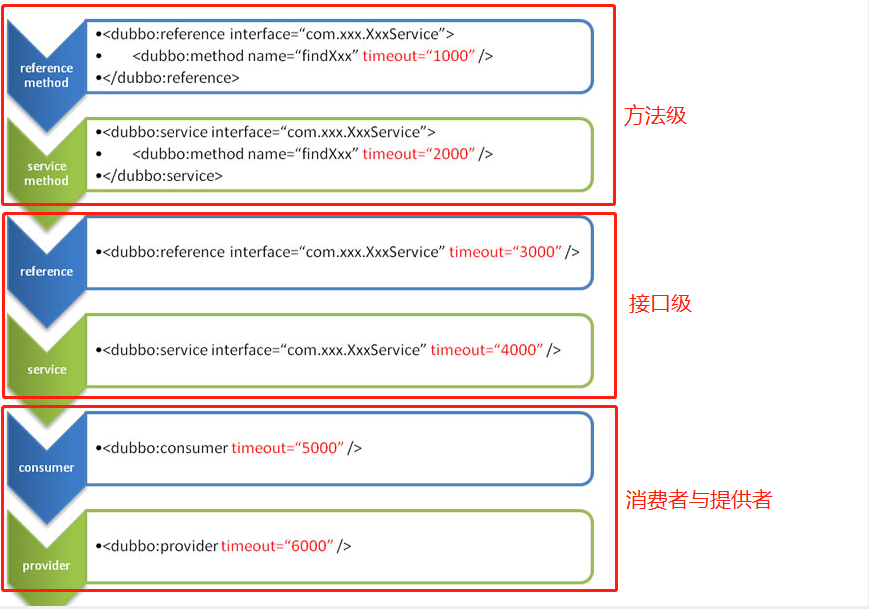 reference
method
•<dubbo:reference interface=“com.xxx.XxxService”>
• <dubbo:method name=“findXxx” timeout=“1000” />
•</dubbo:reference>
方法级
service
method
•<dubbo:service interface=“com.xxx.XxxService”>
• <dubbo:method name=“findXxx” timeout=“2000” />
•</dubbo:service>
reference
•<dubbo:reference interface=“com.xxx.XxxService” timeout=“3000” />
接口级
service
•<dubbo:service interface=“com.xxx.XxxService” timeout=“4000” />
consumer
•<dubbo:consumer timeout=“5000” />
消费者与提供者
provider
•<dubbo:provider timeout=“6000” />